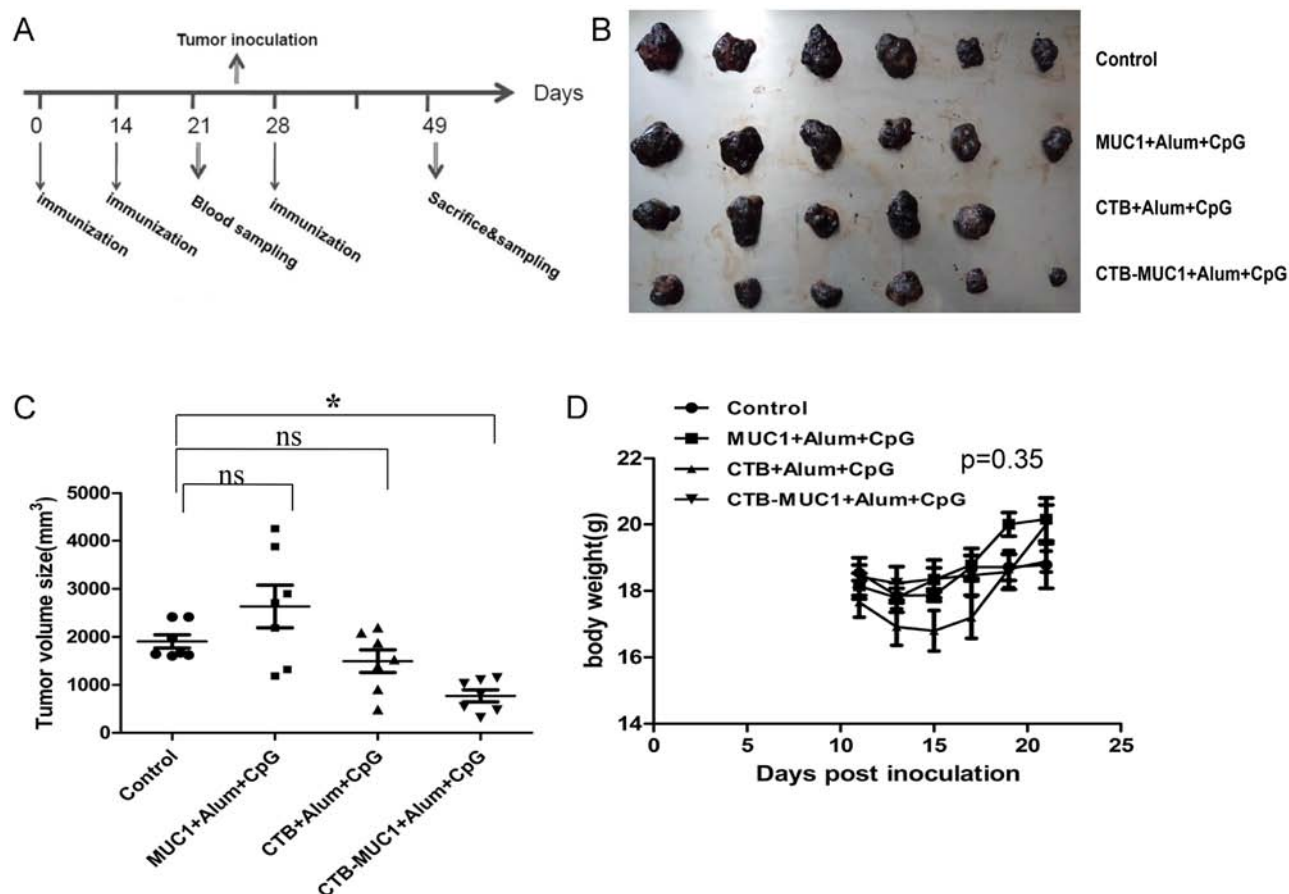 A
Tumor inoculation
Days
0 14 21 28 49
immunization
immunization
Blood sampling
immunization
Sacrifice&sampling
B
Control
MUC1+Alum+CpG
CTB+Alum+CpG
CTB-MUC1+Alum+CpG
C
*
ns
ns
Tumor volume size(mm³)
5000
4000
3000
2000
1000
0
Control
MUC1+Alum+CpG
CTB+Alum+CpG
CTB-MUC1+Alum+CpG
D
Control
MUC1+Alum+CpG
CTB+Alum+CpG
CTB-MUC1+Alum+CpG
p=0.35
body weight(g)
22
20
18
16
14
0 5 10 15 20 25
Days post inoculation